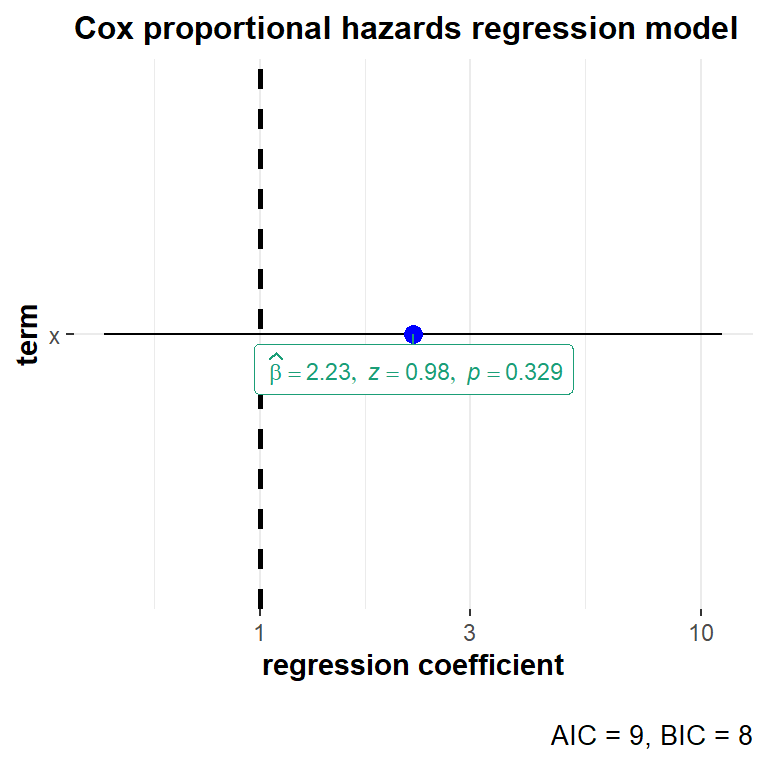 Cox proportional hazards regression model
term
x
β̂ = 2.23, z = 0.98, p = 0.329
1 3 10
regression coefficient
AIC = 9, BIC = 8